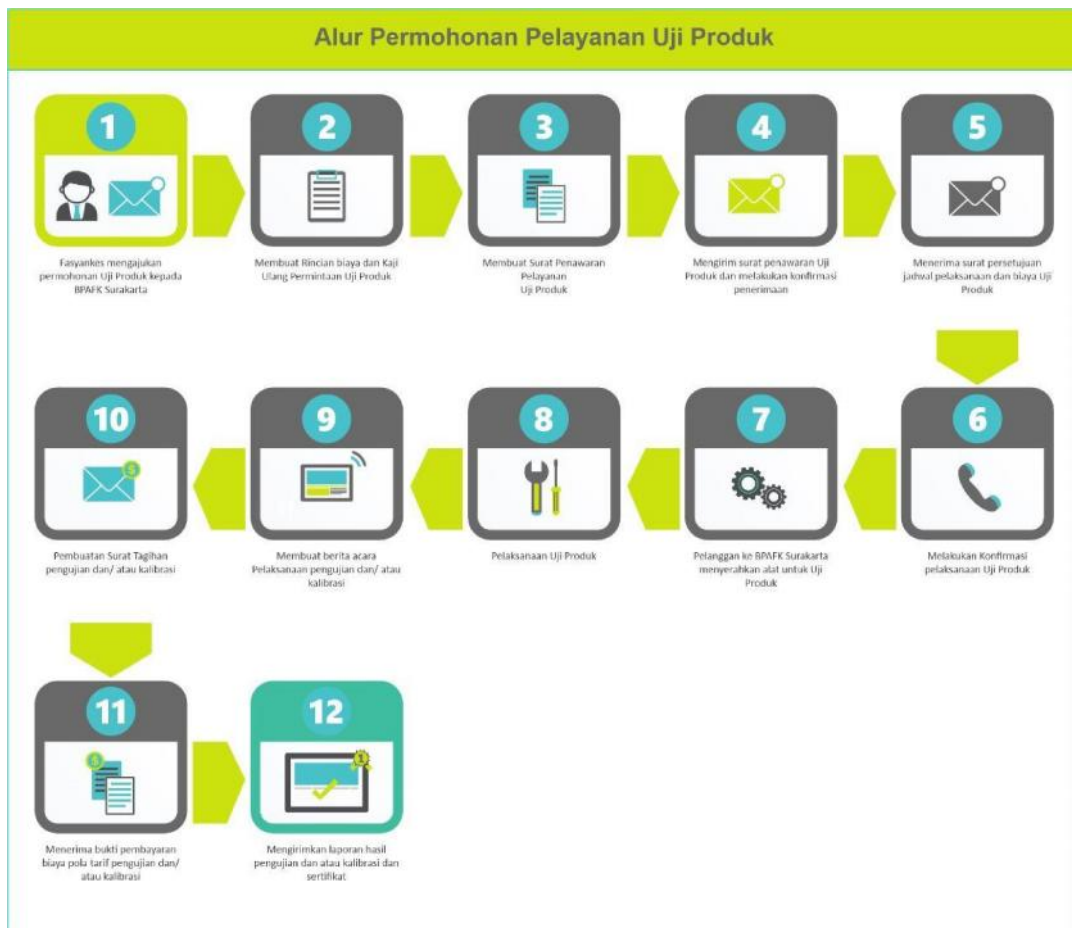 Alur Permohonan Pelayanan Uji Produk
1
Fasyankes mengajukan
permohonan Uji Produk kepada
BPAFK Surakarta
2
Membuat Rincian biaya dan Kaji
Ulang Permintaan Uji Produk
3
Membuat Surat Penawaran
Pelayanan
Uji Produk
4
Mengirim surat penawaran Uji
Produk dan melakukan konfirmasi
penerimaan
5
Menerima surat persetujuan
jadwal pelaksanaan dan biaya Uji
Produk
6
Melakukan Konfirmasi
pelaksanaan Uji Produk
7
Pelanggan ke BPAFK Surakarta
menyerahkan alat untuk Uji
Produk
8
Pelaksanaan Uji Produk
9
Membuat berita acara
Pelaksanaan pengujian dan/ atau
kalibrasi
10
$
Pembuatan Surat Tagihan
pengujian dan/ atau kalibrasi
11
$
Menerima bukti pembayaran
biaya pola tarif pengujian dan/
atau kalibrasi
12
1
Mengirimkan laporan hasil
pengujian dan atau kalibrasi dan
sertifikat